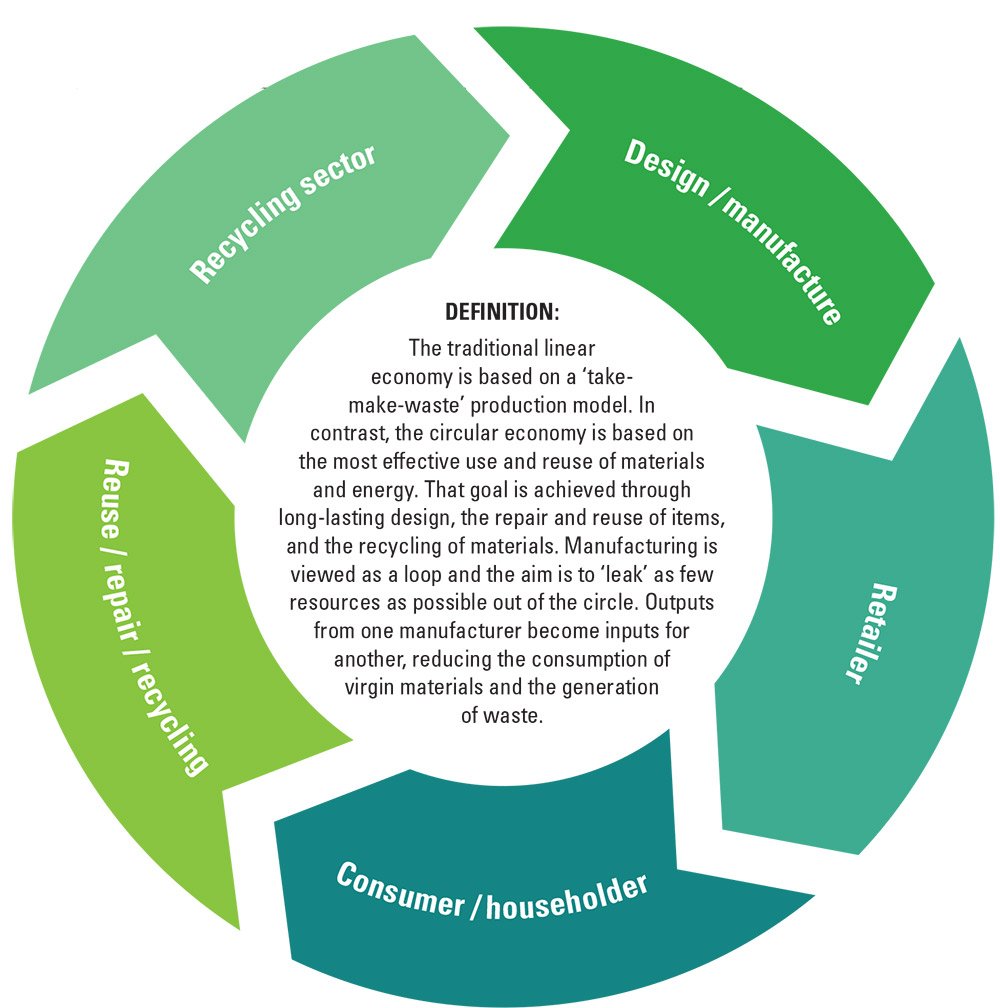 Recycling sector
Design / manufacture
DEFINITION:
The traditional linear
economy is based on a ‘take-
make-waste’ production model. In
contrast, the circular economy is based on
the most effective use and reuse of materials
and energy. That goal is achieved through
long-lasting design, the repair and reuse of items,
and the recycling of materials. Manufacturing is
viewed as a loop and the aim is to ‘leak’ as few
resources as possible out of the circle. Outputs
from one manufacturer become inputs for
another, reducing the consumption of
virgin materials and the generation
of waste.
Retailer
Consumer / householder
Reuse / repair / recycling